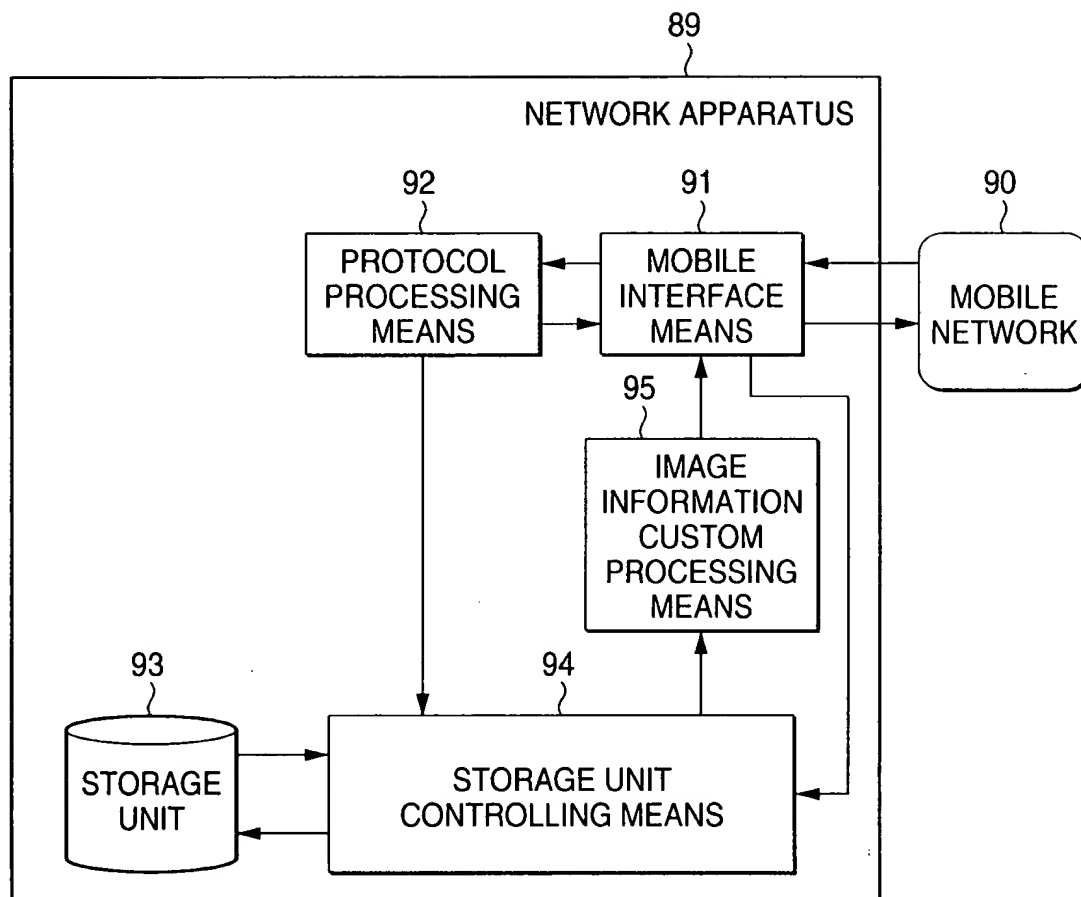 89
NETWORK APPARATUS
92
91
90
PROTOCOL
PROCESSING
MEANS
MOBILE
INTERFACE
MEANS
MOBILE
NETWORK
95
IMAGE
INFORMATION
CUSTOM
PROCESSING
MEANS
93
94
STORAGE
UNIT
STORAGE UNIT
CONTROLLING MEANS